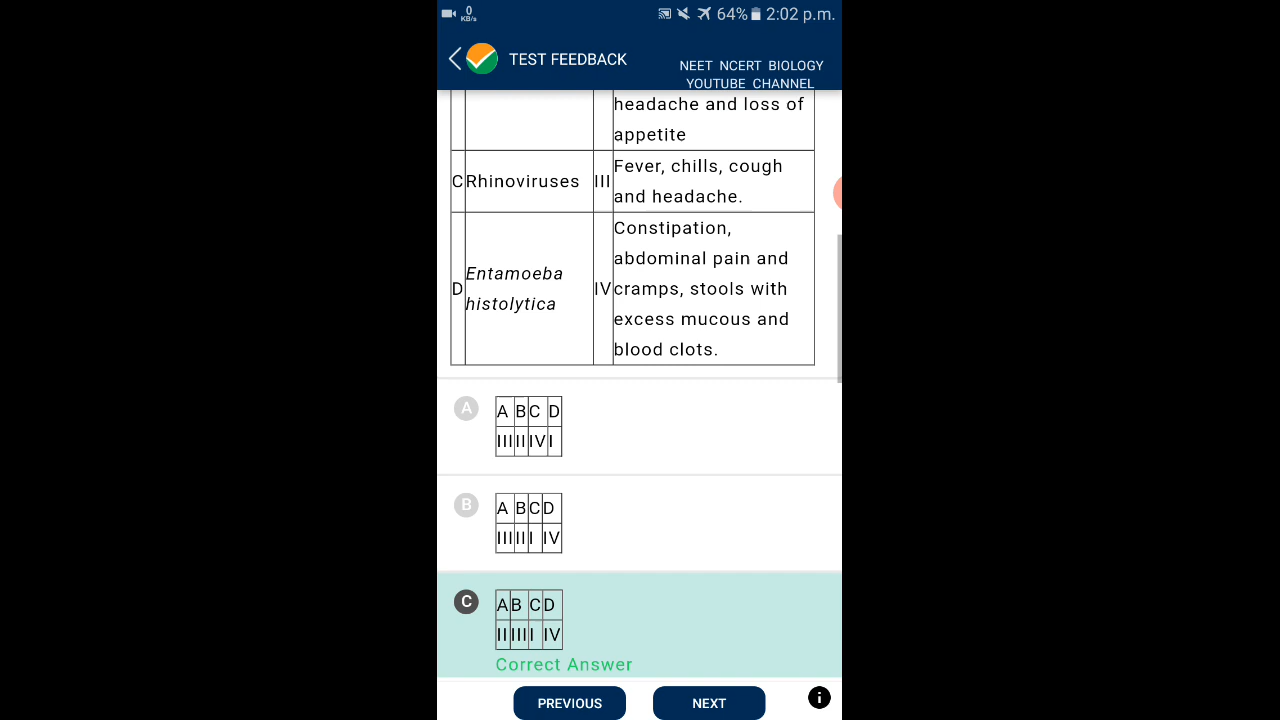 0 KB/s 64% 2:02 p.m.
TEST FEEDBACK
NEET NCERT BIOLOGY
YOUTUBE CHANNEL
headache and loss of
appetite
C Rhinoviruses III Fever, chills, cough
and headache.
D Entamoeba
histolytica
IV Constipation,
abdominal pain and
cramps, stools with
excess mucous and
blood clots.
A
A B C D
III II IV I
B
A B C D
III II I IV
C
A B C D
II III I IV
Correct Answer
PREVIOUS NEXT i